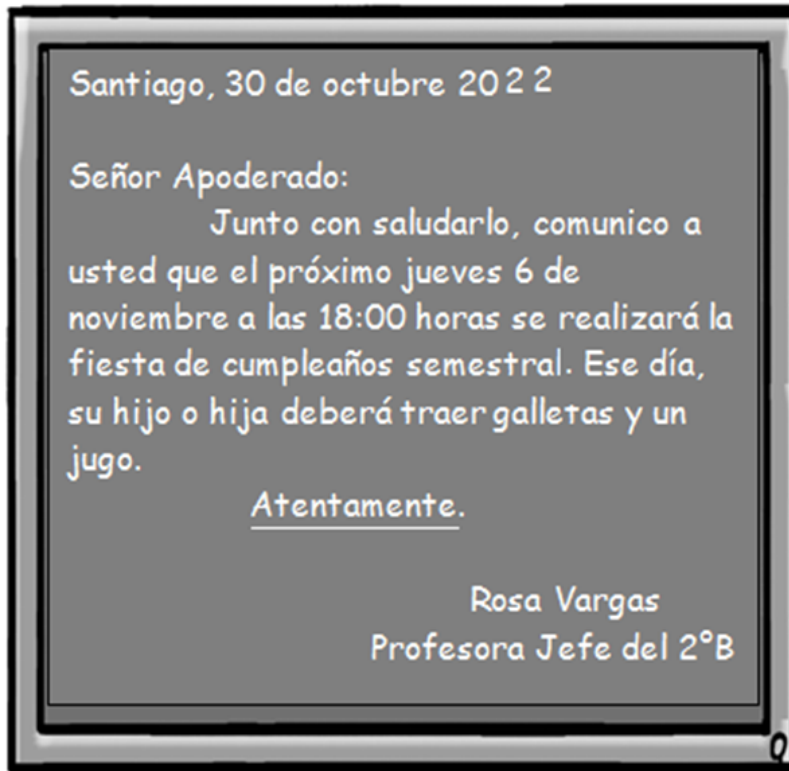 Santiago, 30 de octubre 2022
Señor Apoderado:
Junto con saludarlo, comunico a
usted que el próximo jueves 6 de
noviembre a las 18:00 horas se realizará la
fiesta de cumpleaños semestral. Ese día,
su hijo o hija deberá traer galletas y un
jugo.
Atentamente.
Rosa Vargas
Profesora Jefe del 2°B